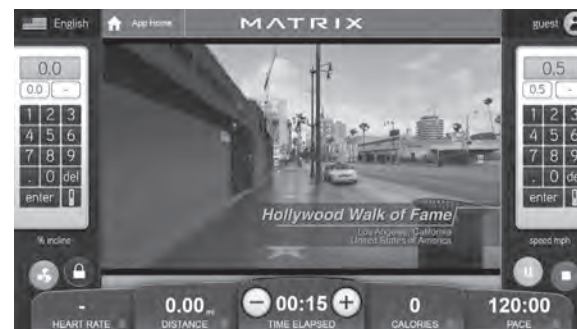 English
App Home
MATRIX
guest
0.0
0.0 -
1 2 3
4 5 6
7 8 9
. 0 del
enter
% incline
0.5
0.5 -
1 2
4 5 6
7 8 9
. 0 de
enter
speed mph
Hollywood Walk of Fame
Los Angeles, California
United States of America
-
HEART RATE
0.00 mi
DISTANCE
00:15
TIME ELAPSED
0
CALORIES
120:00
PACE